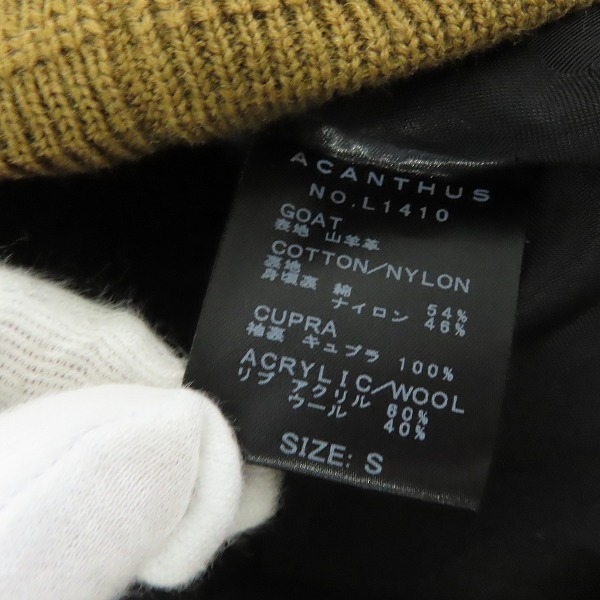 ACANTHUS
NO.L1410
GOAT
表地 山羊革
COTTON/NYLON
裏地
身頃裏 綿 54%
ナイロン 46%
CUPRA
袖裏 キュプラ 100%
ACRYLIC/WOOL
リブ アクリル 60%
ウール 40%
SIZE: S